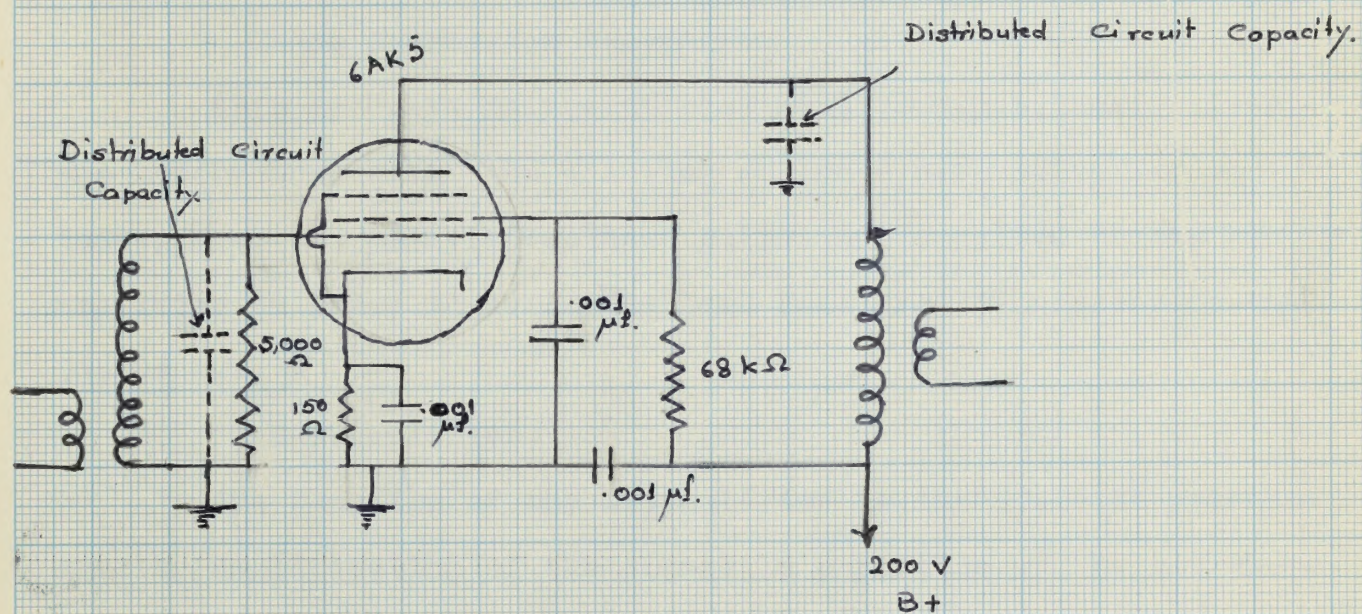 Distributed Circuit Capacity.
6AK5
Distributed Circuit
Capacity.
5,000
Ω
150
Ω
.001
μf.
.001
μf.
68 kΩ
.001 μf.
200 V
B+